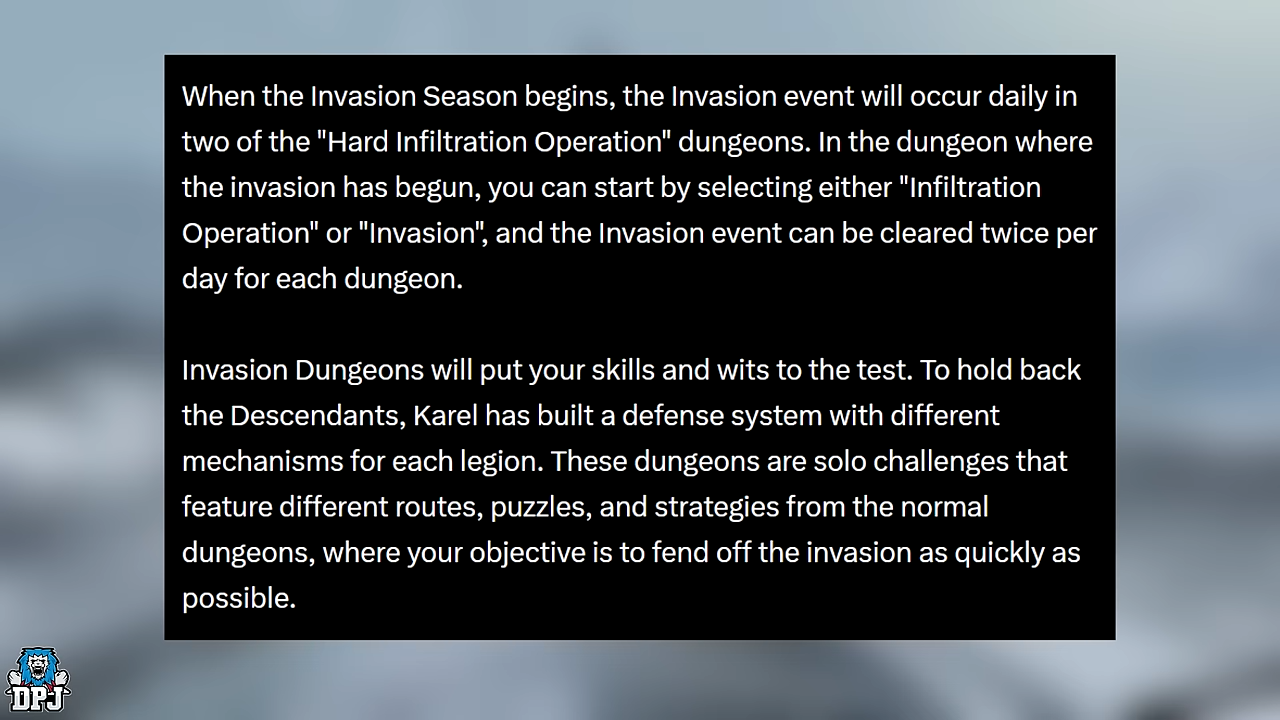 When the Invasion Season begins, the Invasion event will occur daily in
two of the "Hard Infiltration Operation" dungeons. In the dungeon where
the invasion has begun, you can start by selecting either "Infiltration
Operation" or "Invasion", and the Invasion event can be cleared twice per
day for each dungeon.
Invasion Dungeons will put your skills and wits to the test. To hold back
the Descendants, Karel has built a defense system with different
mechanisms for each legion. These dungeons are solo challenges that
feature different routes, puzzles, and strategies from the normal
dungeons, where your objective is to fend off the invasion as quickly as
possible.
DPJ